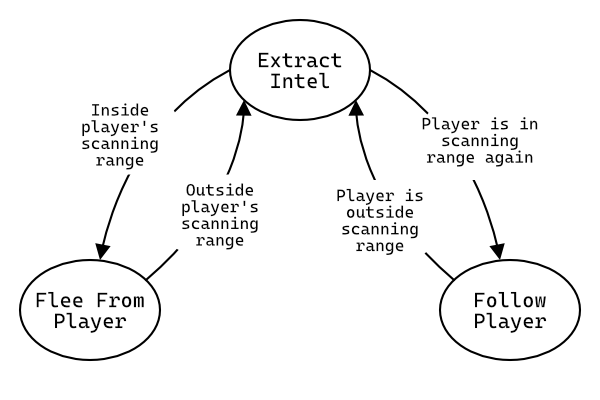 Extract
Intel
Inside
player's
scanning
range
Player is in
scanning
range again
Outside
player's
scanning
range
Player is
outside
scanning
range
Flee From
Player
Follow
Player